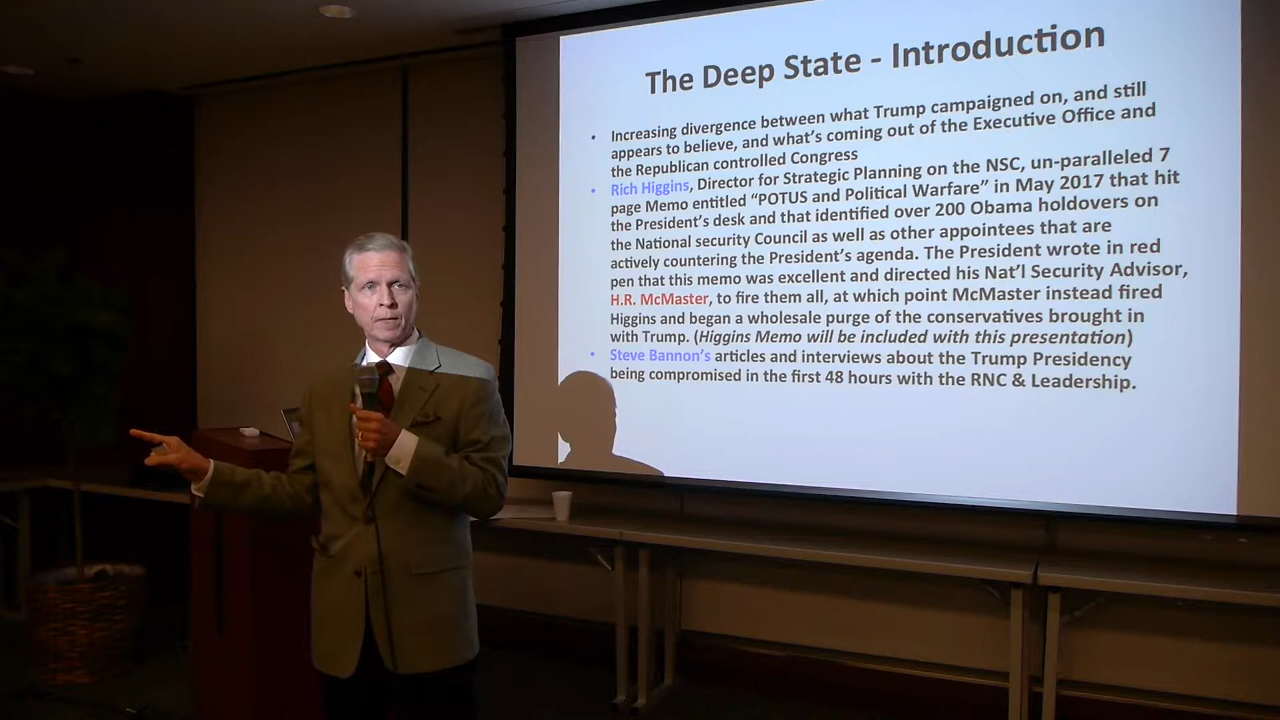 The Deep State - Introduction
• Increasing divergence between what Trump campaigned on, and still
appears to believe, and what's coming out of the Executive Office and
the Republican controlled Congress
• Rich Higgins, Director for Strategic Planning on the NSC, un-paralleled 7
page Memo entitled "POTUS and Political Warfare" in May 2017 that hit
the President's desk and that identified over 200 Obama holdovers on
the National security Council as well as other appointees that are
actively countering the President's agenda. The President wrote in red
pen that this memo was excellent and directed his Nat'l Security Advisor,
H.R. McMaster, to fire them all, at which point McMaster instead fired
Higgins and began a wholesale purge of the conservatives brought in
with Trump. (Higgins Memo will be included with this presentation)
• Steve Bannon's articles and interviews about the Trump Presidency
being compromised in the first 48 hours with the RNC & Leadership.